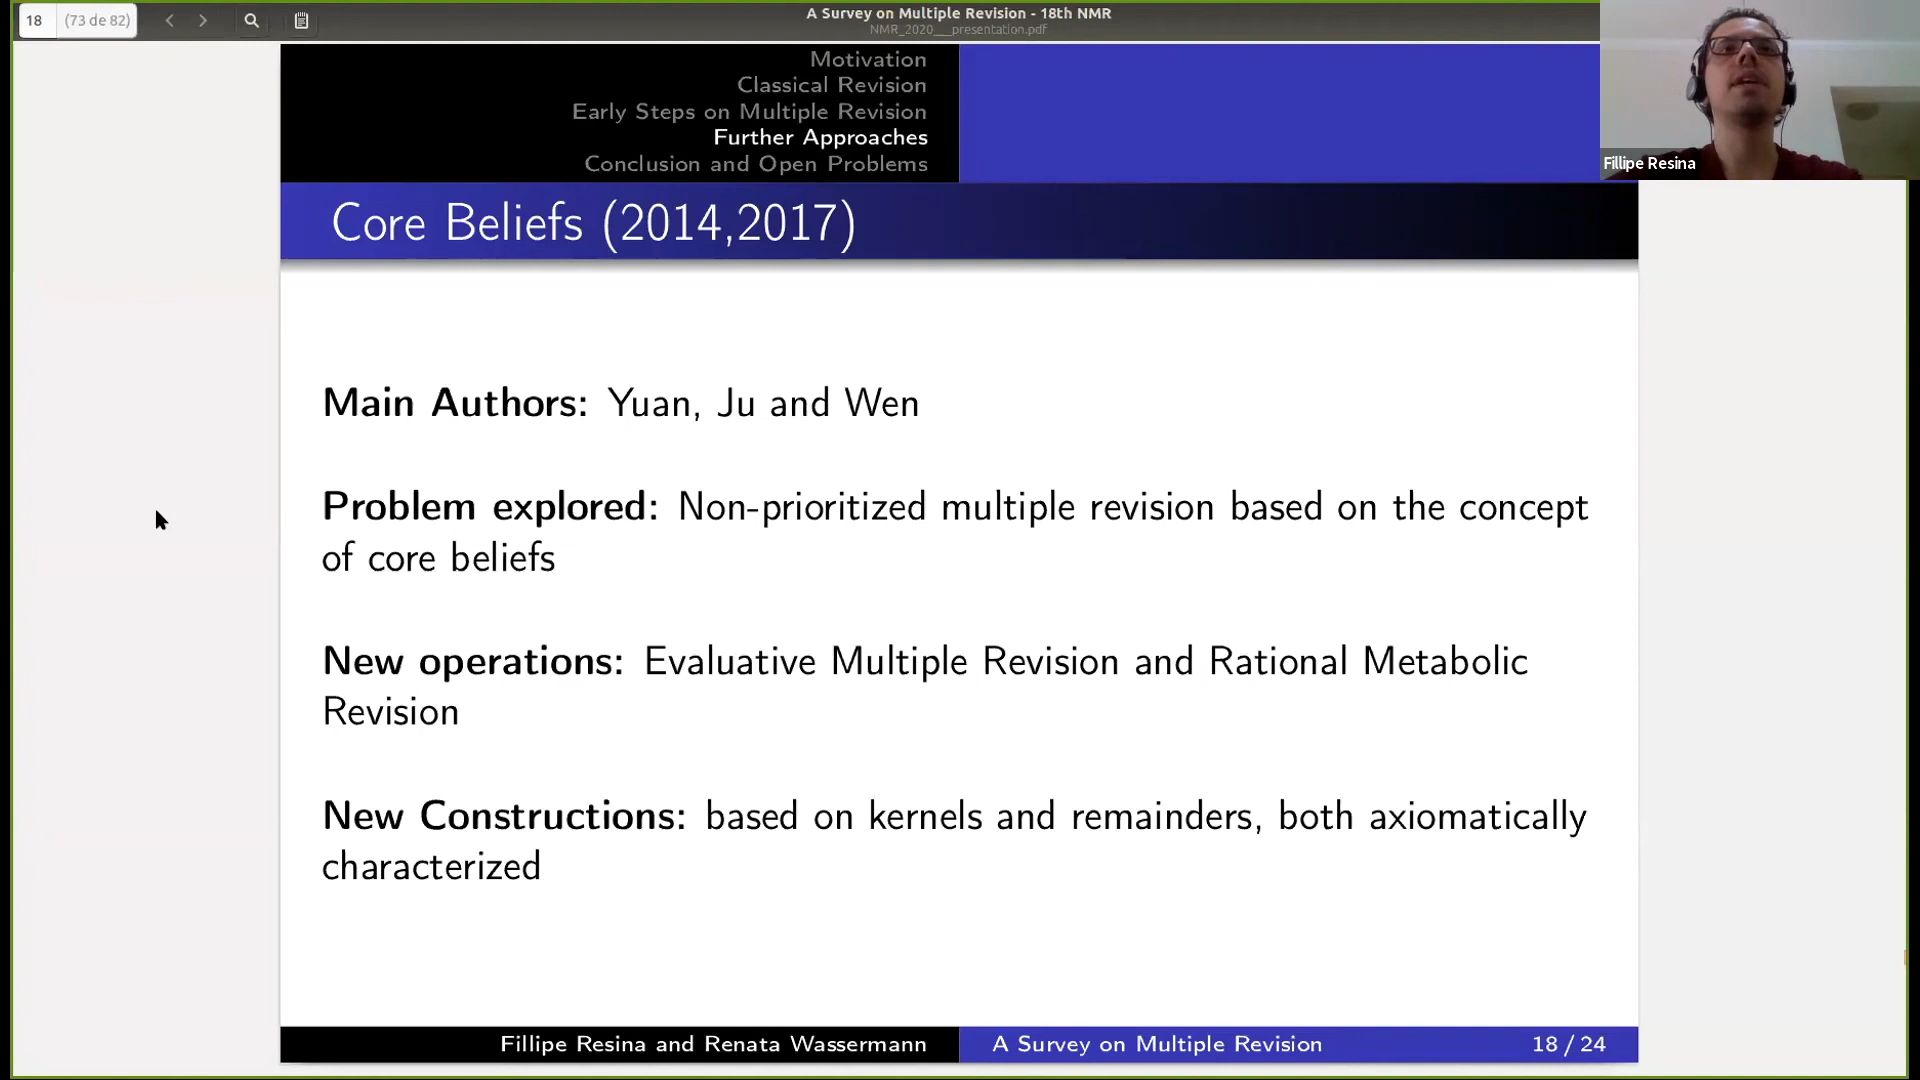 18 (73 de 82)
A Survey on Multiple Revision - 18th NMR
NMR_2020___presentation.pdf
Motivation
Classical Revision
Early Steps on Multiple Revision
Further Approaches
Conclusion and Open Problems
Fillipe Resina
Core Beliefs (2014,2017)
Main Authors: Yuan, Ju and Wen
Problem explored: Non-prioritized multiple revision based on the concept
of core beliefs
New operations: Evaluative Multiple Revision and Rational Metabolic
Revision
New Constructions: based on kernels and remainders, both axiomatically
characterized
Fillipe Resina and Renata Wassermann A Survey on Multiple Revision 18 / 24